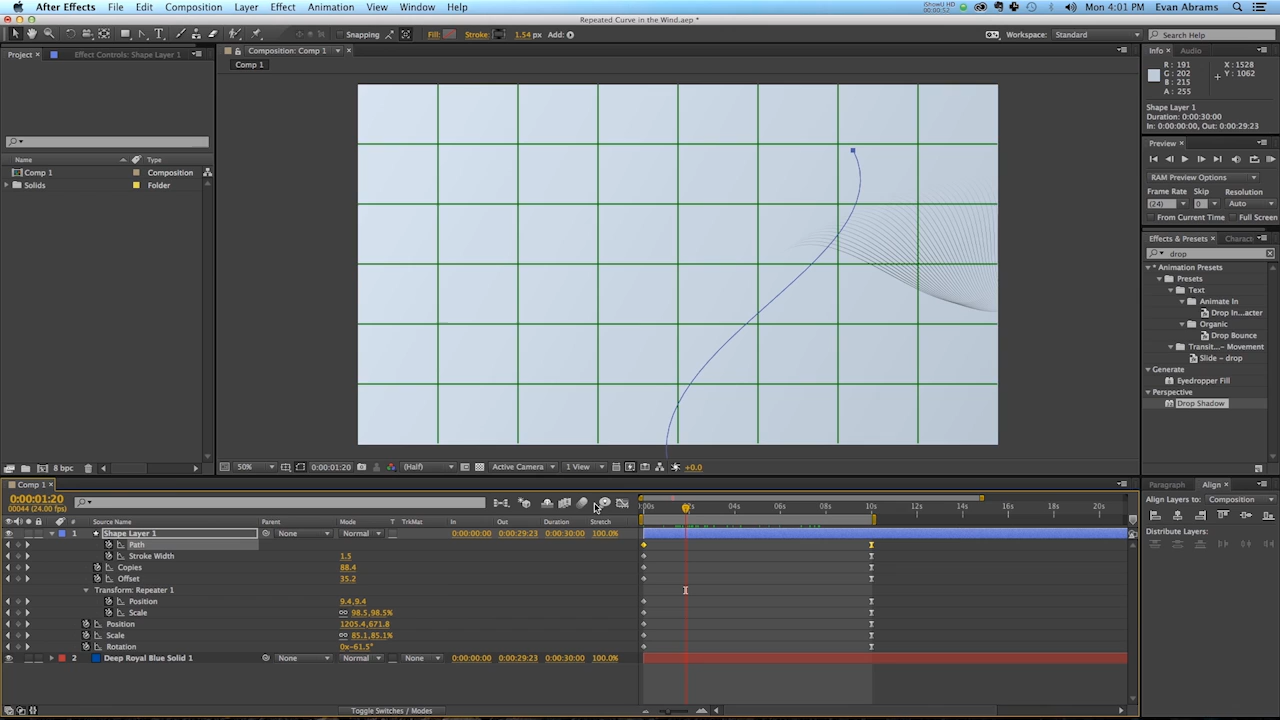 After Effects File Edit Composition Layer Effect Animation View Window Help Mon 4:01 PM Evan Abrams
Repeated Curve in the Wind.aep *
Snapping Fill: Stroke: 1.54 px Add: Workspace: Standard Search Help
Project Effect Controls: Shape Layer 1 Composition: Comp 1 Info Audio
Comp 1
R : 191 X : 1528
G : 202 Y : 1062
B : 215
A : 255
Shape Layer 1
Duration: 0:00:30:00
In: 0:00:00:00, Out: 0:00:29:23
Preview
RAM Preview Options
Frame Rate Skip Resolution
(24) 0 Auto
From Current Time Full Screen
Effects & Presets Charact
drop
* Animation Presets
Presets
Text
Animate In
Drop In...acter
Organic
Drop Bounce
Transit...- Movement
Slide - drop
Generate
Eyedropper Fill
Perspective
Drop Shadow
Name Type
Comp 1 Composition
Solids Folder
8 bpc 50% 0:00:01:20 (Half) Active Camera 1 View +0.0
Comp 1
0:00:01:20
00044 (24.00 fps)
Source Name Parent Mode T TrkMat In Out Duration Stretch
:00s 2s 04s 06s 08s 10s 12s 14s 16s 18s 20s
1 Shape Layer 1 None Normal 0:00:00:00 0:00:29:23 0:00:30:00 100.0%
Path
Stroke Width 1.5
Copies 88.4
Offset 35.2
Transform: Repeater 1
Position 9.4,9.4
Scale 98.5,98.5%
Position 1205.4,671.8
Scale 85.1,85.1%
Rotation 0x-61.5°
2 Deep Royal Blue Solid 1 None Normal None 0:00:00:00 0:00:29:23 0:00:30:00 100.0%
Toggle Switches / Modes
Paragraph Align
Align Layers to: Composition
Distribute Layers: